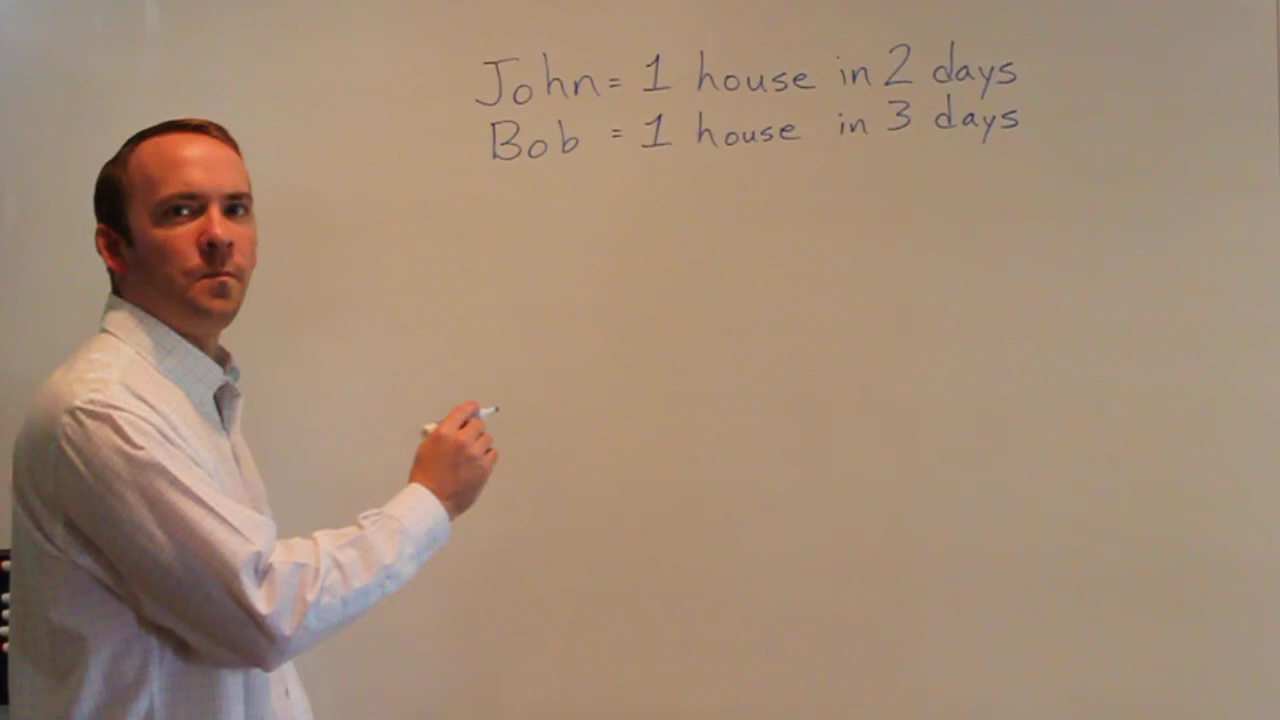 John = 1 house in 2 days
Bob = 1 house in 3 days